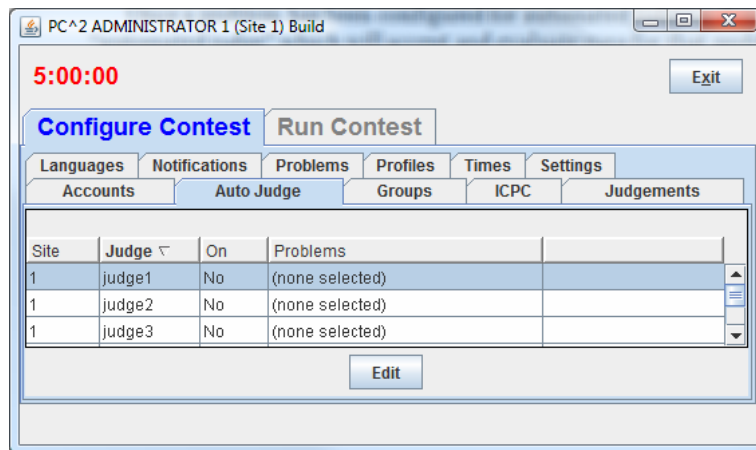 PC^2 ADMINISTRATOR 1 (Site 1) Build
5:00:00
Exit
Configure Contest Run Contest
Languages Notifications Problems Profiles Times Settings
Accounts Auto Judge Groups ICPC Judgements
Site Judge On Problems
1 judge1 No (none selected)
1 judge2 No (none selected)
1 judge3 No (none selected)
Edit